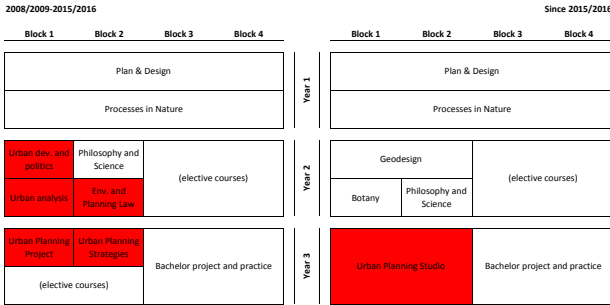 2008/2009-2015/2016
Since 2015/2016
Block 1 Block 2 Block 3 Block 4
Block 1 Block 2 Block 3 Block 4
Plan & Design
Processes in Nature
Year 1
Plan & Design
Processes in Nature
Urban dev. and
politics
Philosophy and
Science
(elective courses)
Urban analysis
Env. and
Planning Law
Year 2
Geodesign
(elective courses)
Botany
Philosophy and
Science
Urban Planning
Project
Urban Planning
Strategies
Bachelor project and practice
(elective courses)
Year 3
Urban Planning Studio
Bachelor project and practice